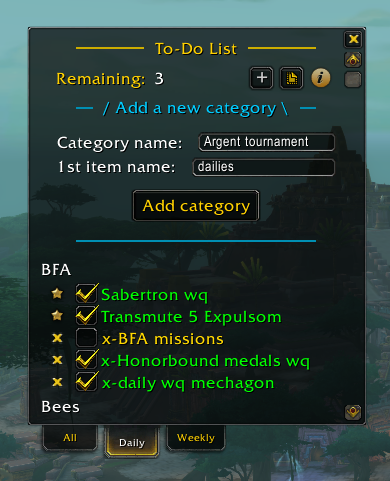 To-Do List
Remaining: 3
+ i
/ Add a new category \
Category name: Argent tournament
1st item name: dailies
Add category
BFA
Sabertron wq
Transmute 5 Expulsom
x-BFA missions
x-Honorbound medals wq
x-daily wq mechagon
Bees
All Daily Weekly